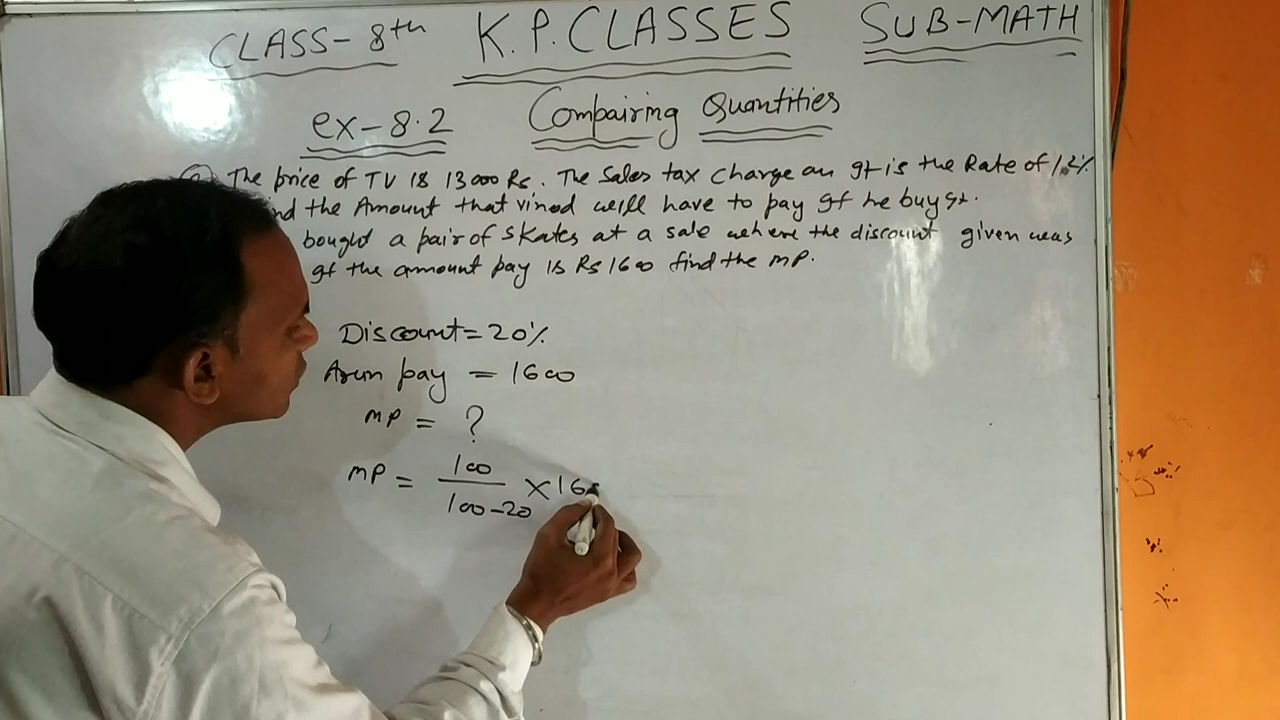 CLASS-8th K.P.CLASSES SUB-MATH
ex-8.2 Compairing Quantities
The price of TV is 13000 Rs. The Sales tax Charge on it is the Rate of 12%
the Amount that vinod will have to pay If he buy it.
bought a pair of skates at a sale where the discount given was
If the amount pay is Rs 1600 find the MP.
Discount = 20%
Arun pay = 1600
MP = ?
MP = 100/100-20 × 16